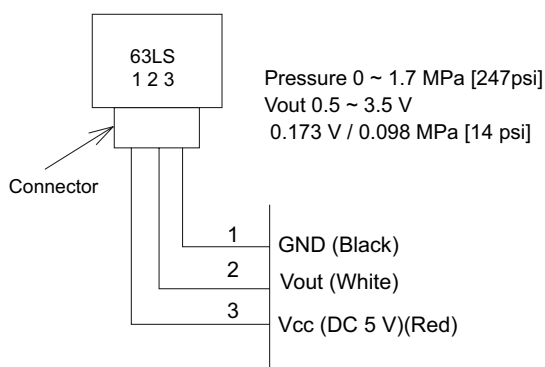 63LS
1 2 3
Pressure 0 ~ 1.7 MPa [247psi]
Vout 0.5 ~ 3.5 V
0.173 V / 0.098 MPa [14 psi]
Connector
1
GND (Black)
2
Vout (White)
3
Vcc (DC 5 V)(Red)